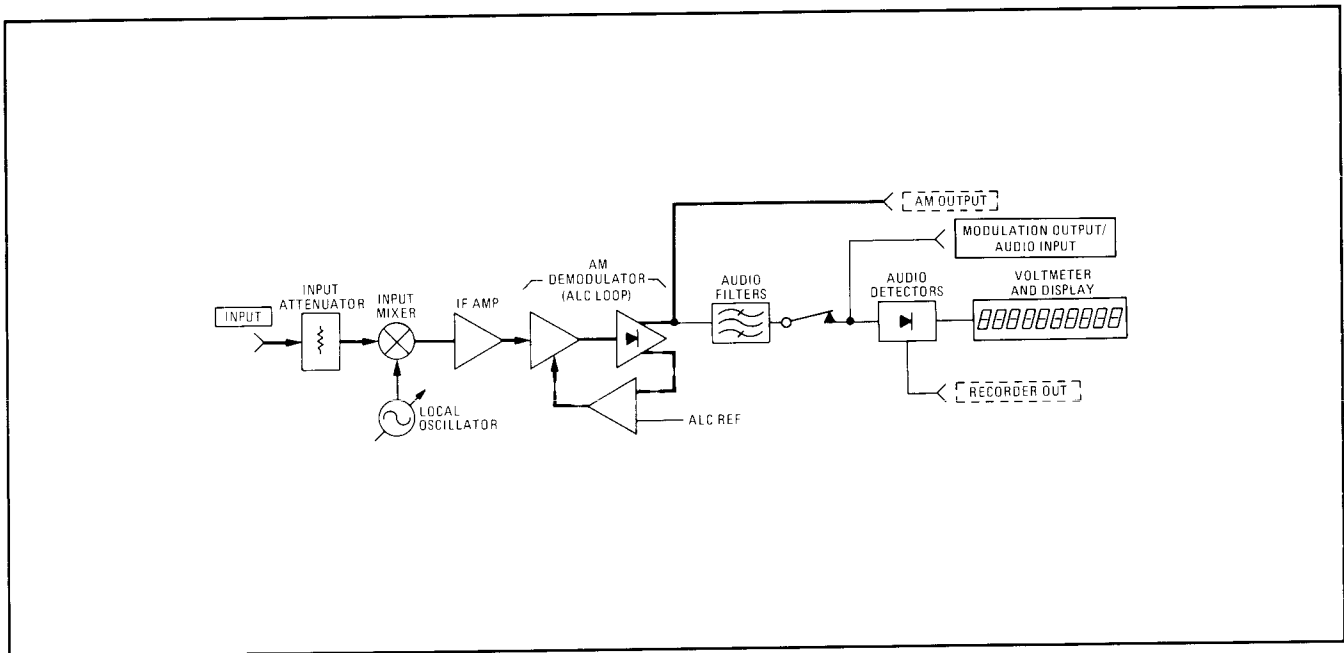 AM OUTPUT
MODULATION OUTPUT/
AUDIO INPUT
AM
DEMODULATOR
(ALC LOOP)
AUDIO
FILTERS
AUDIO
DETECTORS
VOLTMETER
AND DISPLAY
INPUT
INPUT
ATTENUATOR
INPUT
MIXER
IF AMP
LOCAL
OSCILLATOR
ALC REF
RECORDER OUT